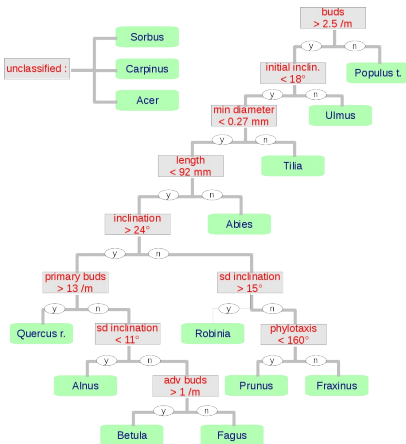 buds
> 2.5 /m
y
n
Sorbus
unclassified :
Carpinus
Acer
initial inclin.
< 18°
Populus t.
y
n
min diameter
< 0.27 mm
Ulmus
y
n
length
< 92 mm
Tilia
y
n
inclination
> 24°
Abies
y
n
primary buds
> 13 /m
sd inclination
> 15°
y
n
y
n
Quercus r.
sd inclination
< 11°
Robinia
phylotaxis
< 160°
y
n
y
n
Alnus
adv buds
> 1 /m
Prunus
Fraxinus
y
n
Betula
Fagus